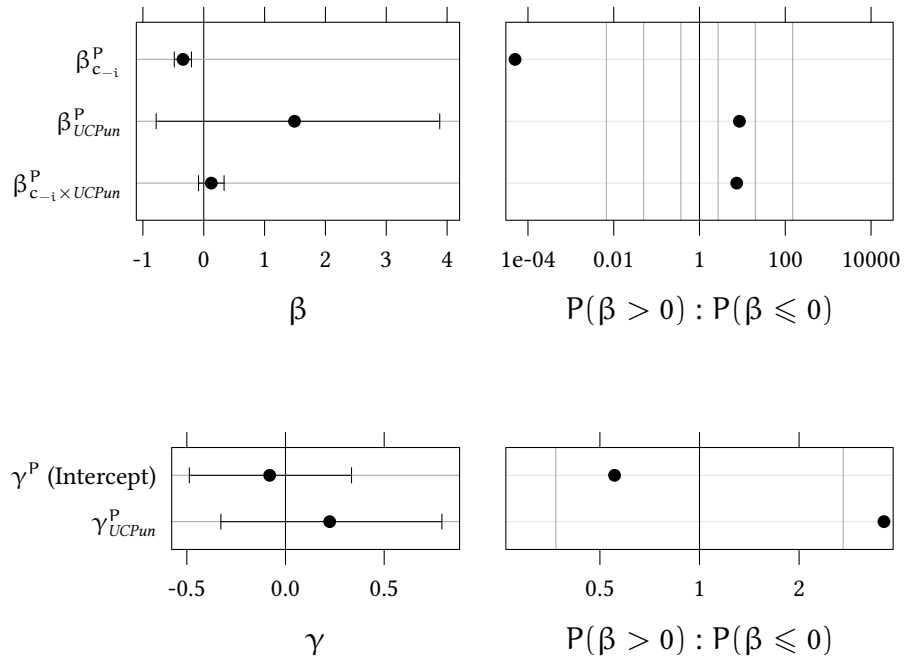 β^P_{c−i}
β^P_{UCPun}
β^P_{c−i×UCPun}
-1 0 1 2 3 4
β
1e-04 0.01 1 100 10000
P(β > 0) : P(β ⩽ 0)
γ^P (Intercept)
γ^P_{UCPun}
-0.5 0.0 0.5
γ
0.5 1 2
P(β > 0) : P(β ⩽ 0)